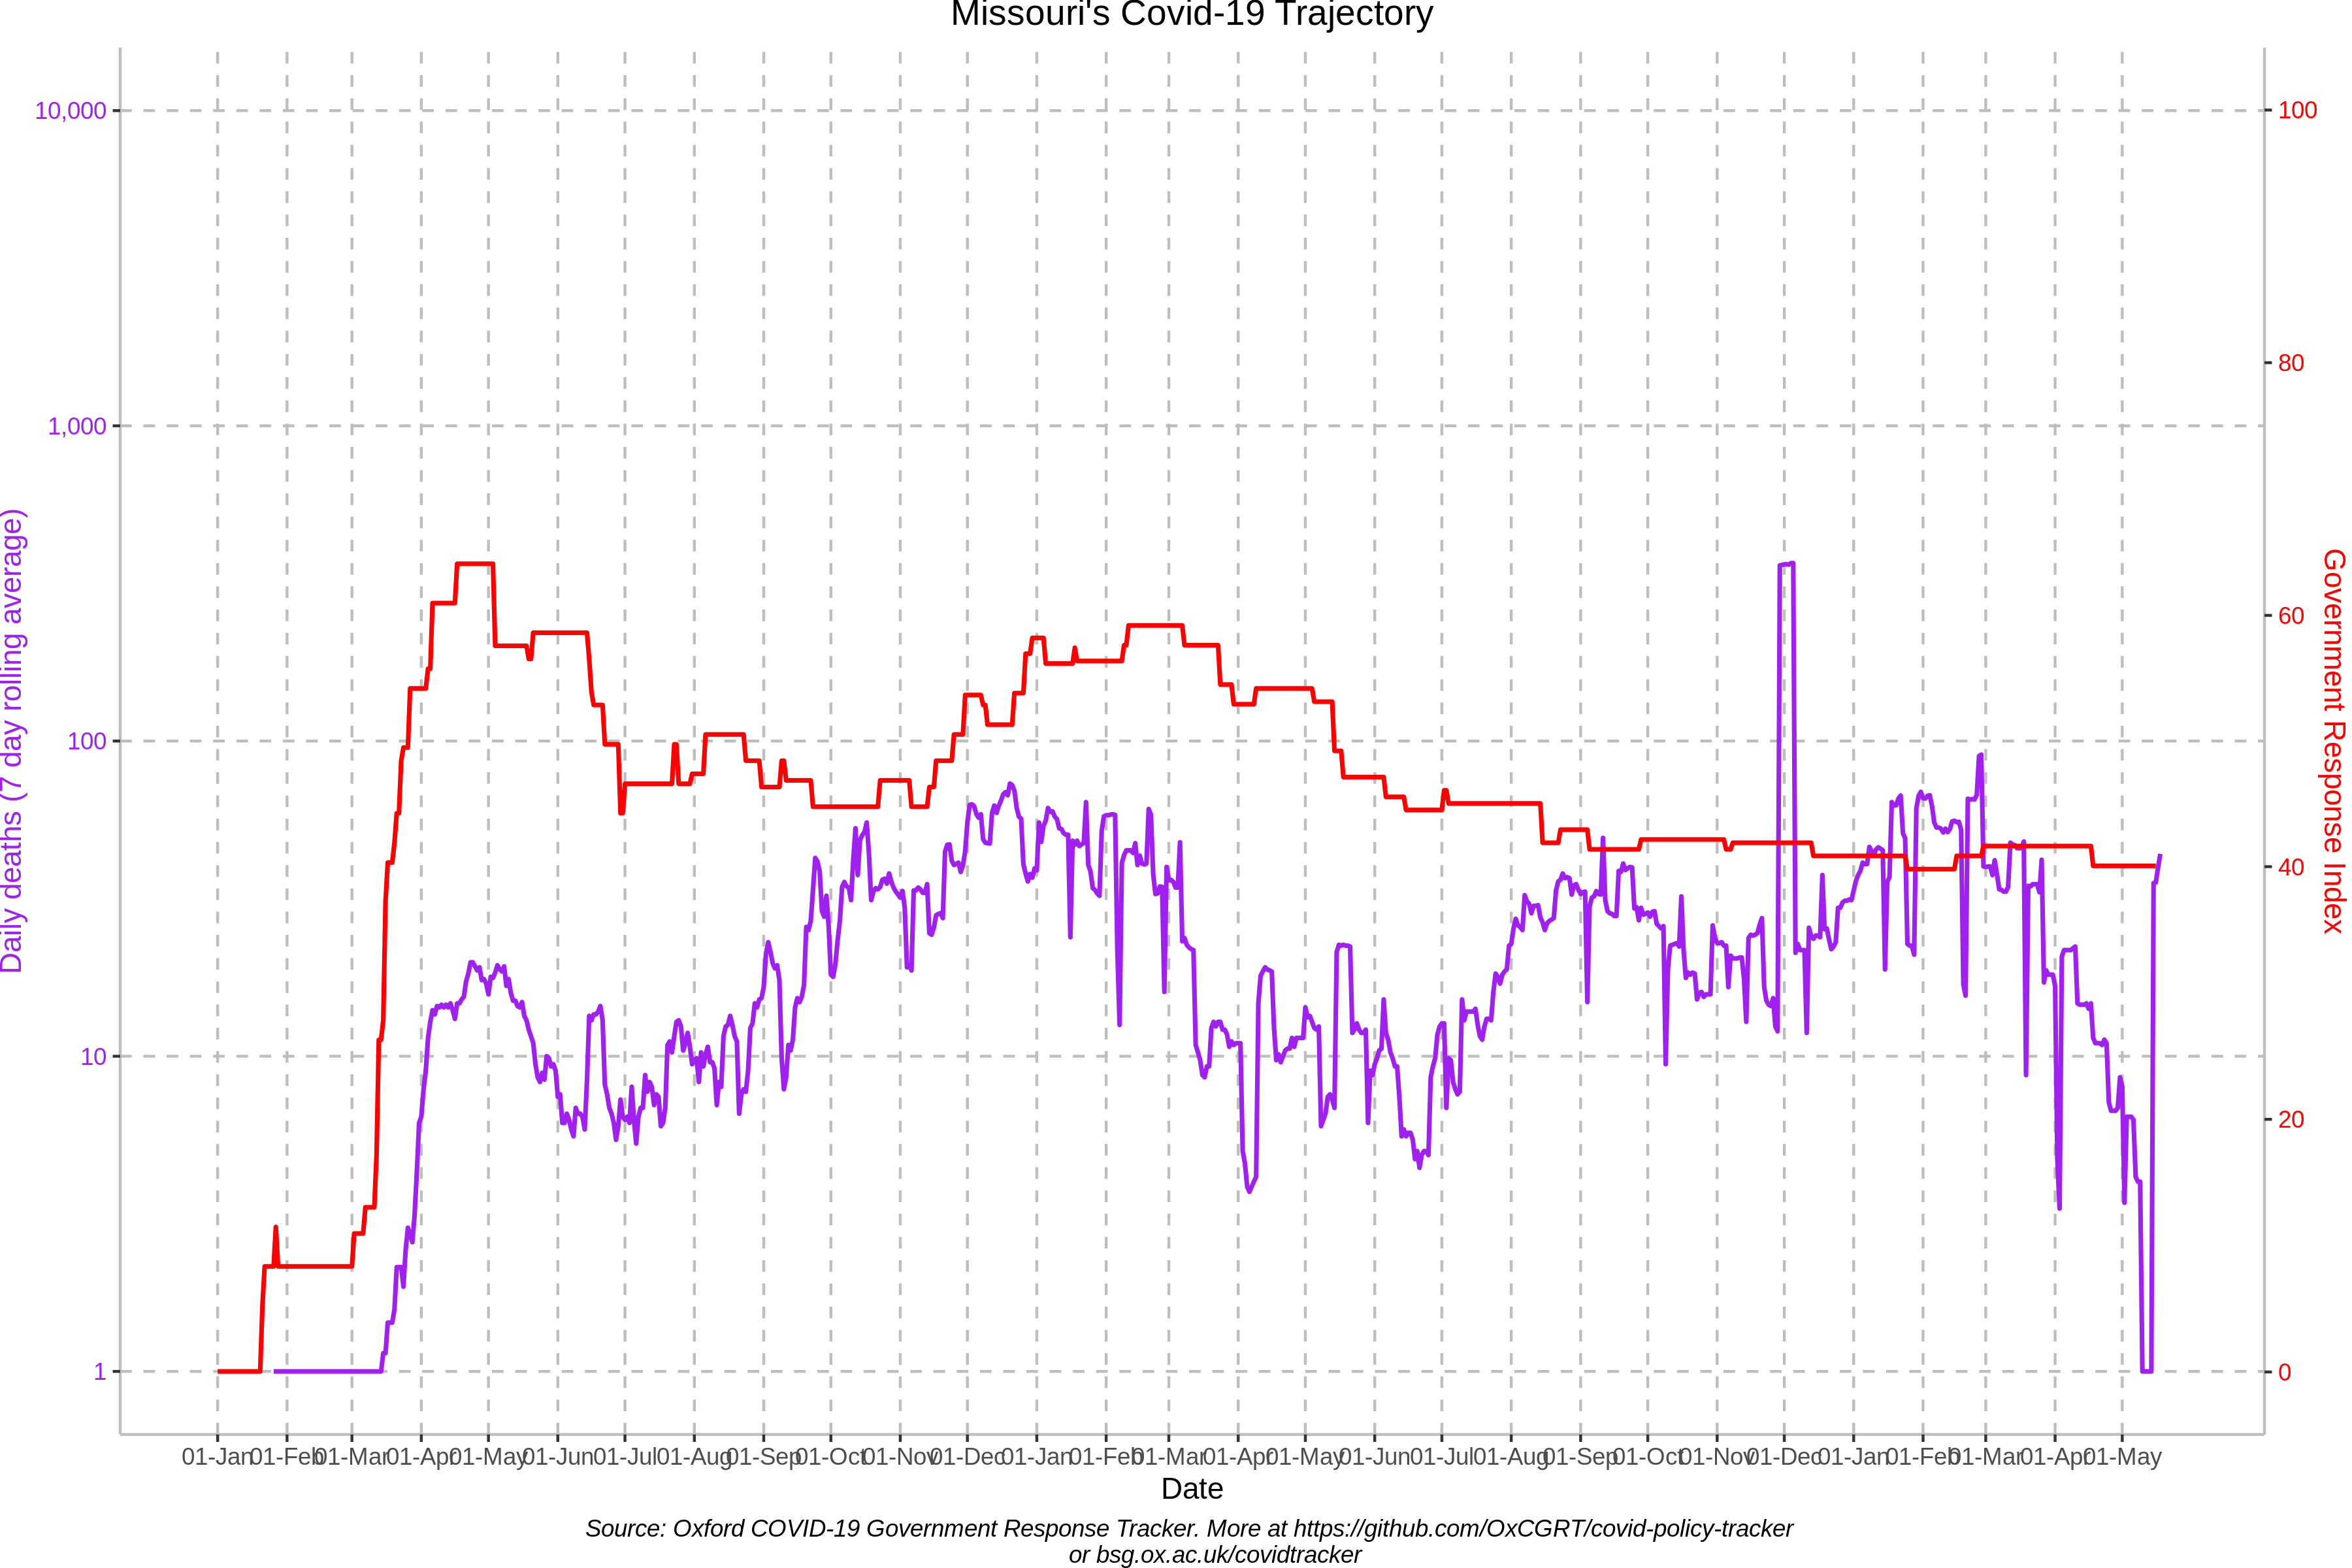 Missouri's Covid-19 Trajectory
10,000
1,000
100
10
1
Daily deaths (7 day rolling average)
100
80
60
40
20
0
Government Response Index
01-Jan 01-Feb 01-Mar 01-Apr 01-May 01-Jun 01-Jul 01-Aug 01-Sep 01-Oct 01-Nov 01-Dec 01-Jan 01-Feb 01-Mar 01-Apr 01-May 01-Jun 01-Jul 01-Aug 01-Sep 01-Oct 01-Nov 01-Dec 01-Jan 01-Feb 01-Mar 01-Apr 01-May
Date
Source: Oxford COVID-19 Government Response Tracker. More at https://github.com/OxCGRT/covid-policy-tracker
or bsg.ox.ac.uk/covidtracker